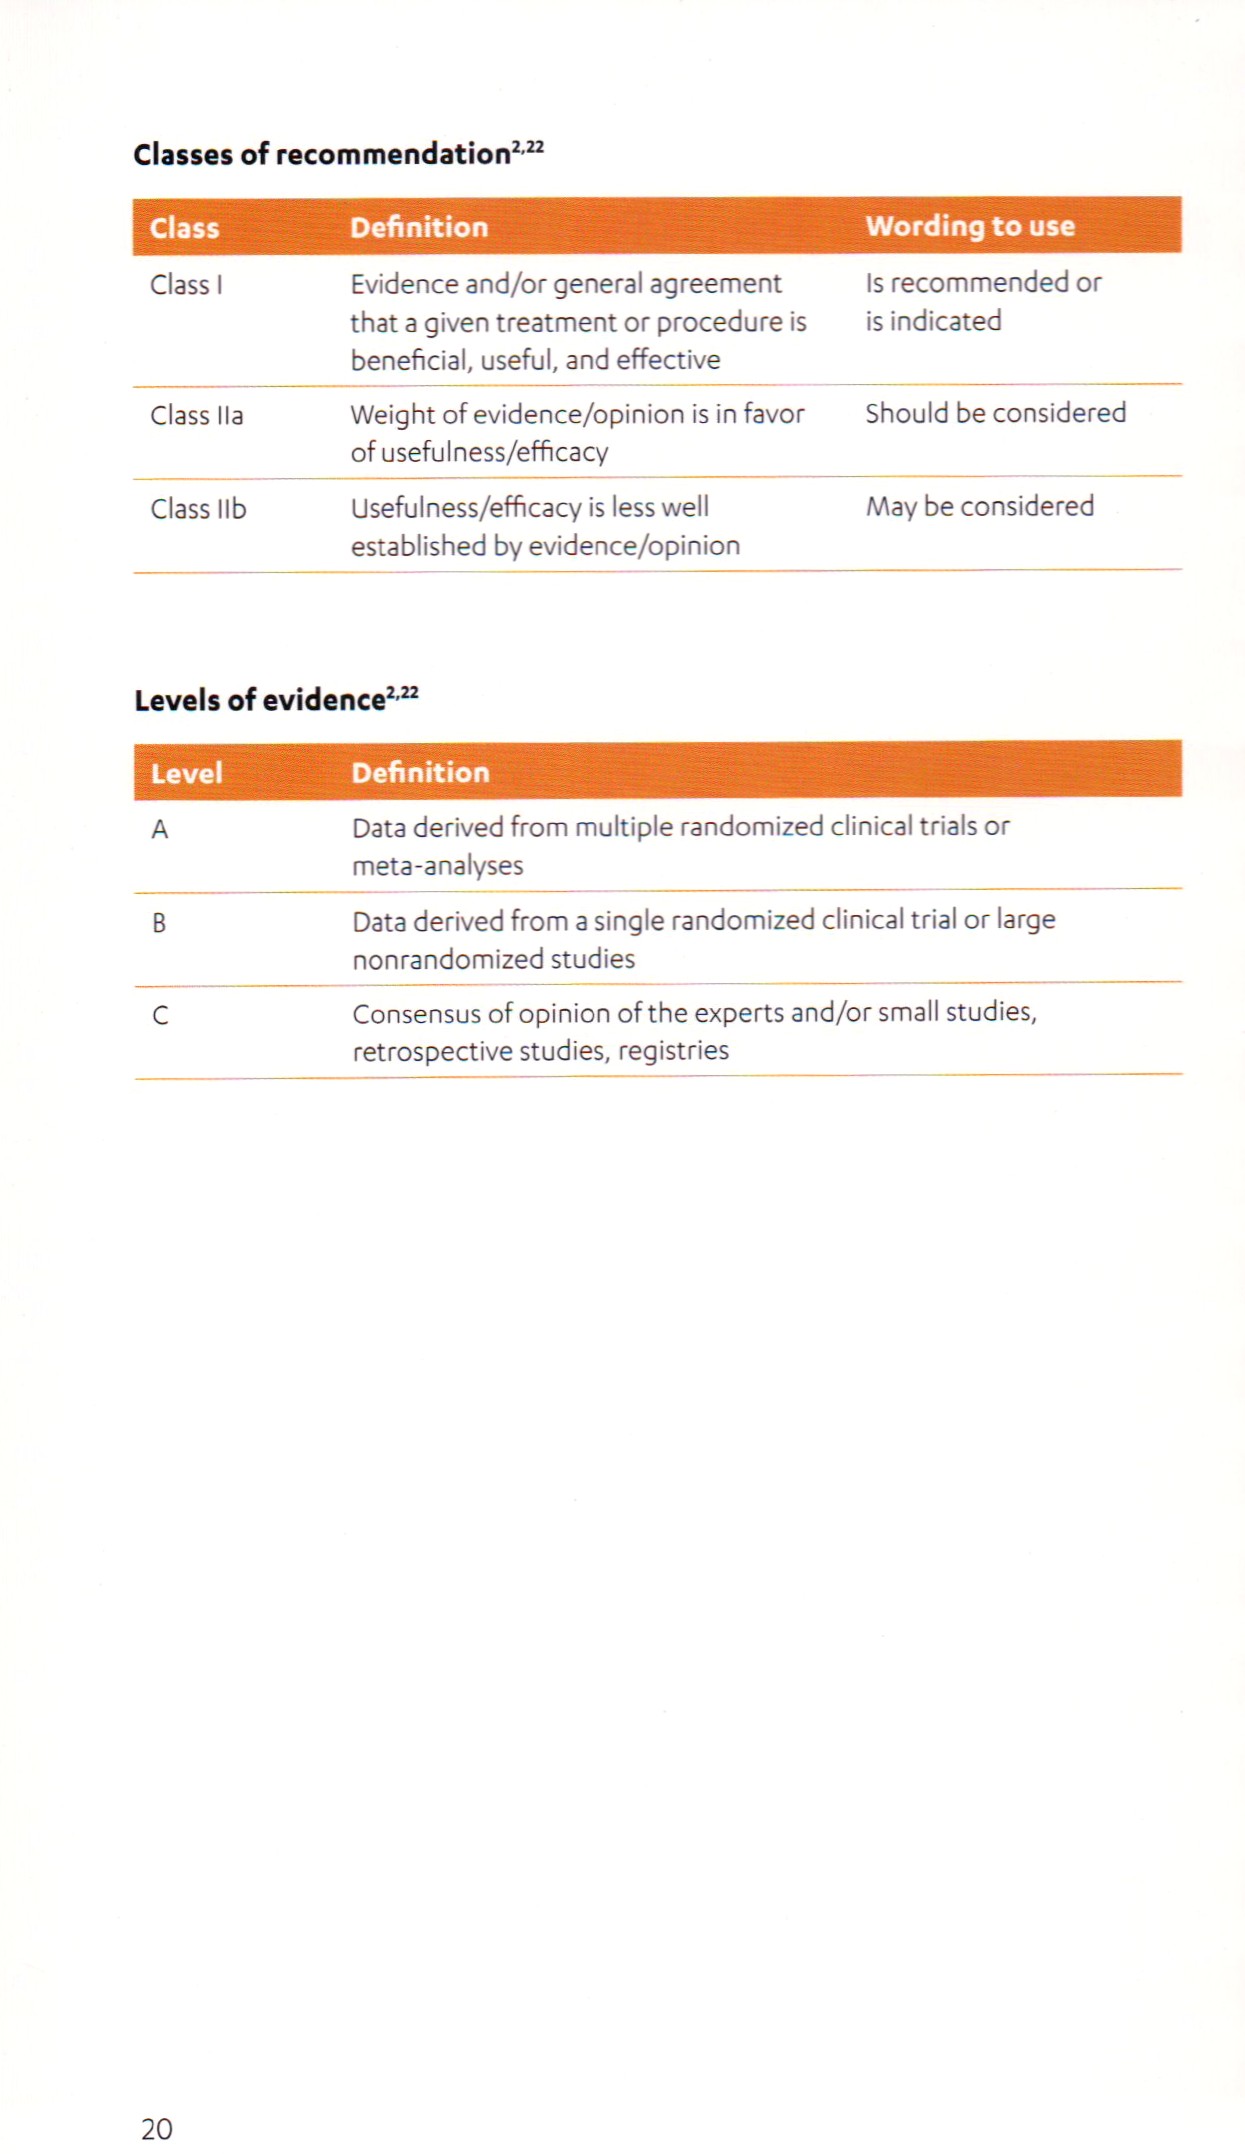 Classes of recommendation2,22
Class Definition Wording to use
Class I Evidence and/or general agreement Is recommended or
that a given treatment or procedure is is indicated
beneficial, useful, and effective
Class IIa Weight of evidence/opinion is in favor Should be considered
of usefulness/efficacy
Class IIb Usefulness/efficacy is less well May be considered
established by evidence/opinion
Levels of evidence2,22
Level Definition
A Data derived from multiple randomized clinical trials or
meta-analyses
B Data derived from a single randomized clinical trial or large
nonrandomized studies
C Consensus of opinion of the experts and/or small studies,
retrospective studies, registries
20